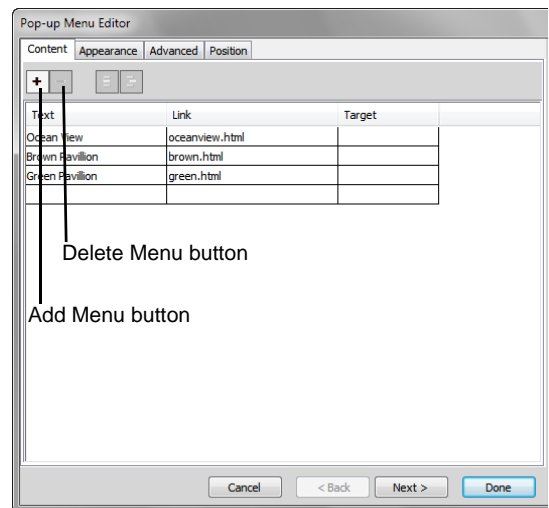 Pop-up Menu Editor
Content Appearance Advanced Position
+ -
Text Link Target
Ocean View oceanview.html
Brown Pavillion brown.html
Green Pavillion green.html
Delete Menu button
Add Menu button
Cancel < Back Next > Done